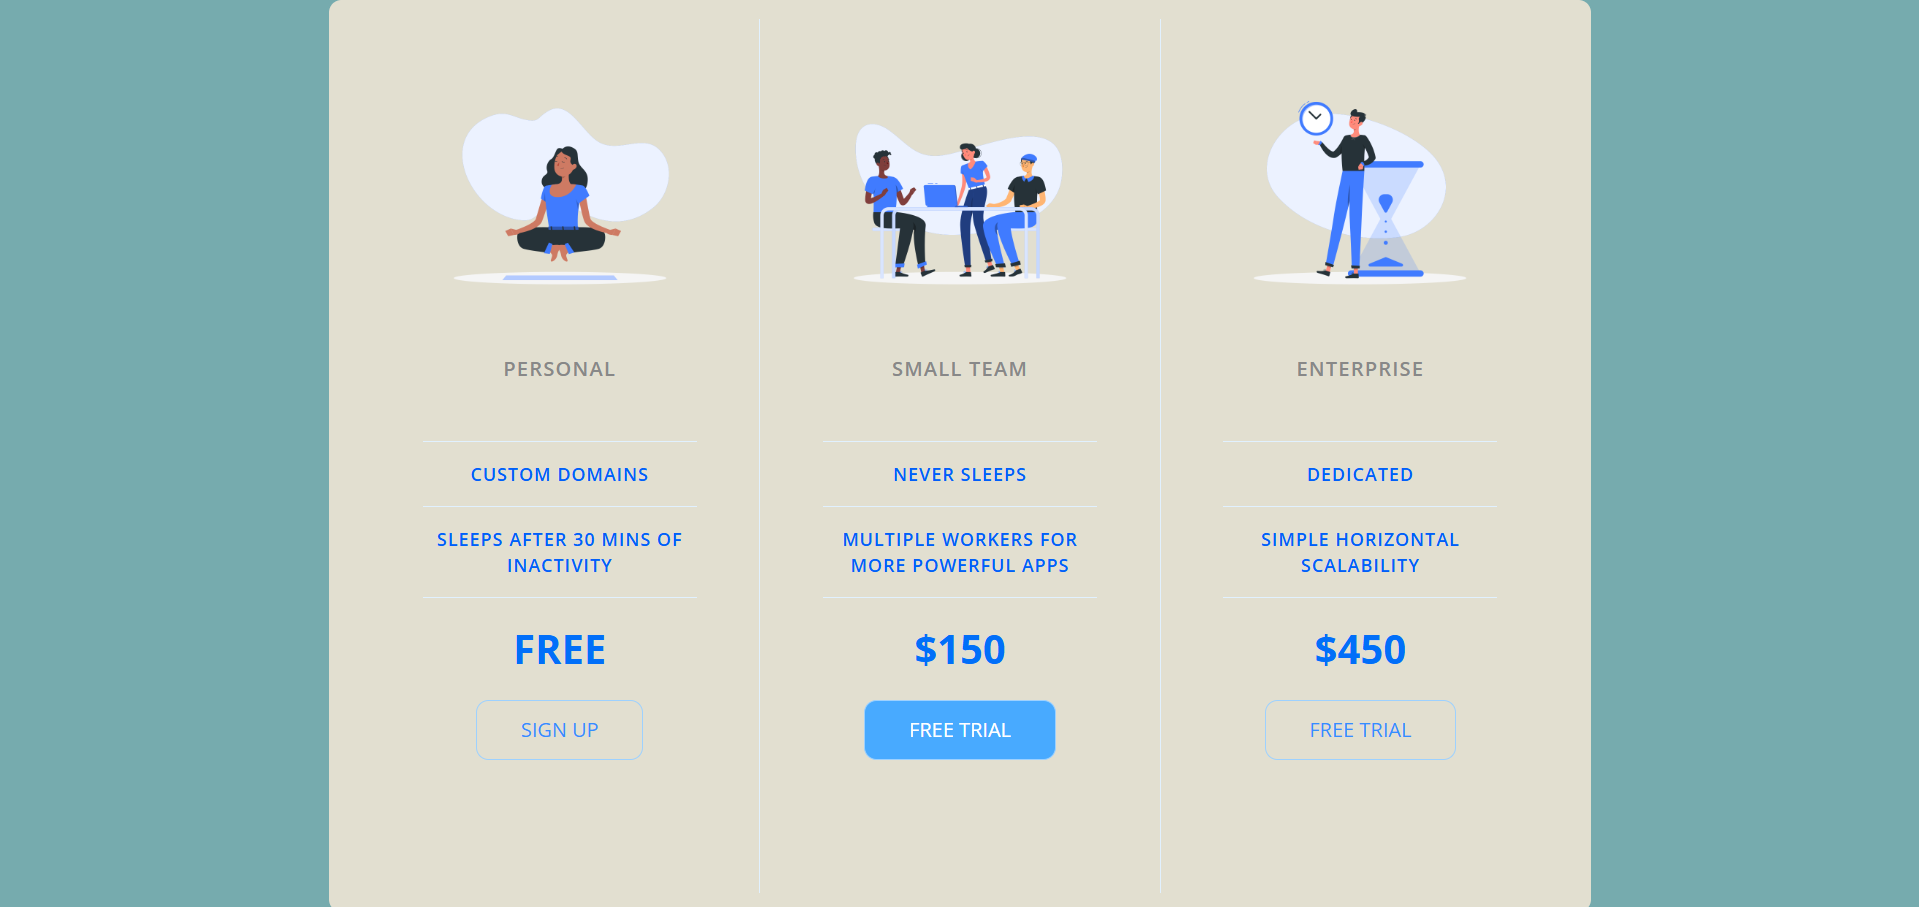 PERSONAL
CUSTOM DOMAINS
SLEEPS AFTER 30 MINS OF
INACTIVITY
FREE
SIGN UP
SMALL TEAM
NEVER SLEEPS
MULTIPLE WORKERS FOR
MORE POWERFUL APPS
$150
FREE TRIAL
ENTERPRISE
DEDICATED
SIMPLE HORIZONTAL
SCALABILITY
$450
FREE TRIAL